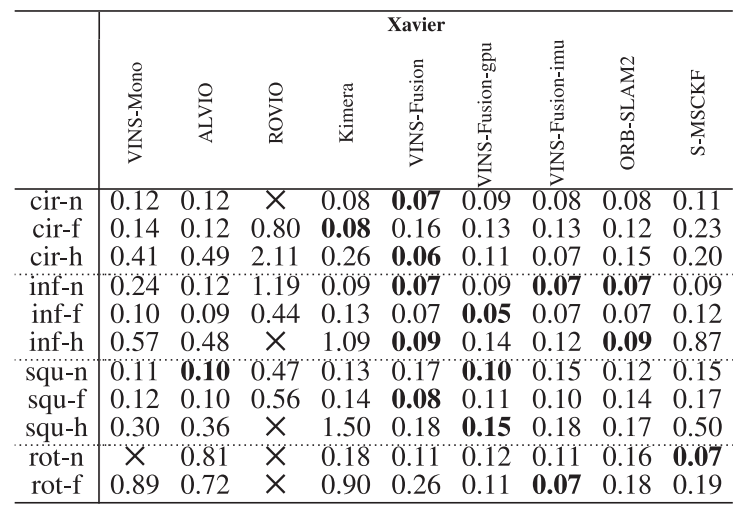 Xavier
VINS-Mono ALVIO ROVIO Kimera VINS-Fusion VINS-Fusion-gpu VINS-Fusion-imu ORB-SLAM2 S-MSCKF
cir-n 0.12 0.12 × 0.08 0.07 0.09 0.08 0.08 0.11
cir-f 0.14 0.12 0.80 0.08 0.16 0.13 0.13 0.12 0.23
cir-h 0.41 0.49 2.11 0.26 0.06 0.11 0.07 0.15 0.20
inf-n 0.24 0.12 1.19 0.09 0.07 0.09 0.07 0.07 0.09
inf-f 0.10 0.09 0.44 0.13 0.07 0.05 0.07 0.07 0.12
inf-h 0.57 0.48 × 1.09 0.09 0.14 0.12 0.09 0.87
squ-n 0.11 0.10 0.47 0.13 0.17 0.10 0.15 0.12 0.15
squ-f 0.12 0.10 0.56 0.14 0.08 0.11 0.10 0.14 0.17
squ-h 0.30 0.36 × 1.50 0.18 0.15 0.18 0.17 0.50
rot-n × 0.81 × 0.18 0.11 0.12 0.11 0.16 0.07
rot-f 0.89 0.72 × 0.90 0.26 0.11 0.07 0.18 0.19